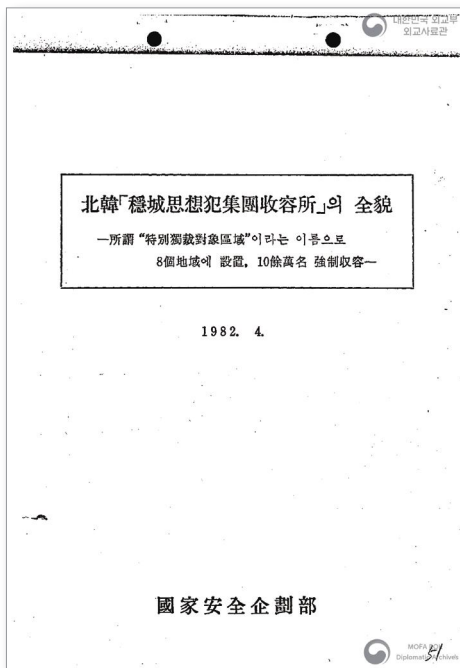 대한민국 외교부
외교사료관
北韓「穩城思想犯集團收容所」의 全貌
—所謂 “特別獨裁對象區域”이라는 이름으로
8個地域에 設置, 10餘萬名 強制収容—
1982. 4.
國家安全企劃部
MOFA ROK
Diplomatic Archives
51